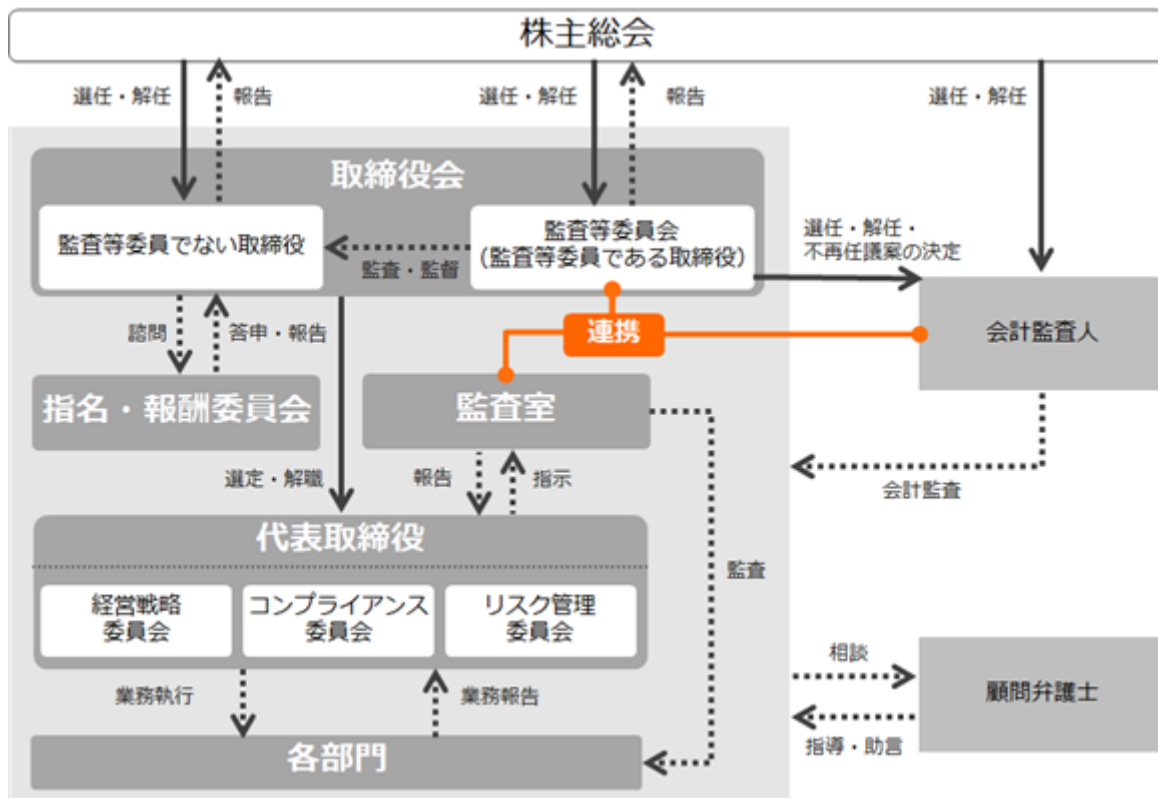 株主総会
選任・解任
報告
選任・解任
報告
選任・解任
取締役会
監査等委員でない取締役
監査・監督
監査等委員会
(監査等委員である取締役)
選任・解任・
不再任議案の決定
会計監査人
連携
諮問
答申・報告
指名・報酬委員会
監査室
選定・解職
報告
指示
会計監査
代表取締役
経営戦略
委員会
コンプライアンス
委員会
リスク管理
委員会
監査
業務執行
業務報告
各部門
相談
顧問弁護士
指導・助言